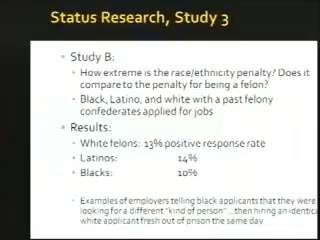 Status Research, Study 3
Study B:
How extreme is the race/ethnicity penalty? Does it
compare to the penalty for being a felon?
Black, Latino, and white with a past felony
confederates applied for jobs
Results:
White felons: 13% positive response rate
Latinos: 14%
Blacks: 10%
Examples of employers telling black applicants that they were
looking for a different "kind of person"...then hiring an identica
white applicant fresh out of prison the same day